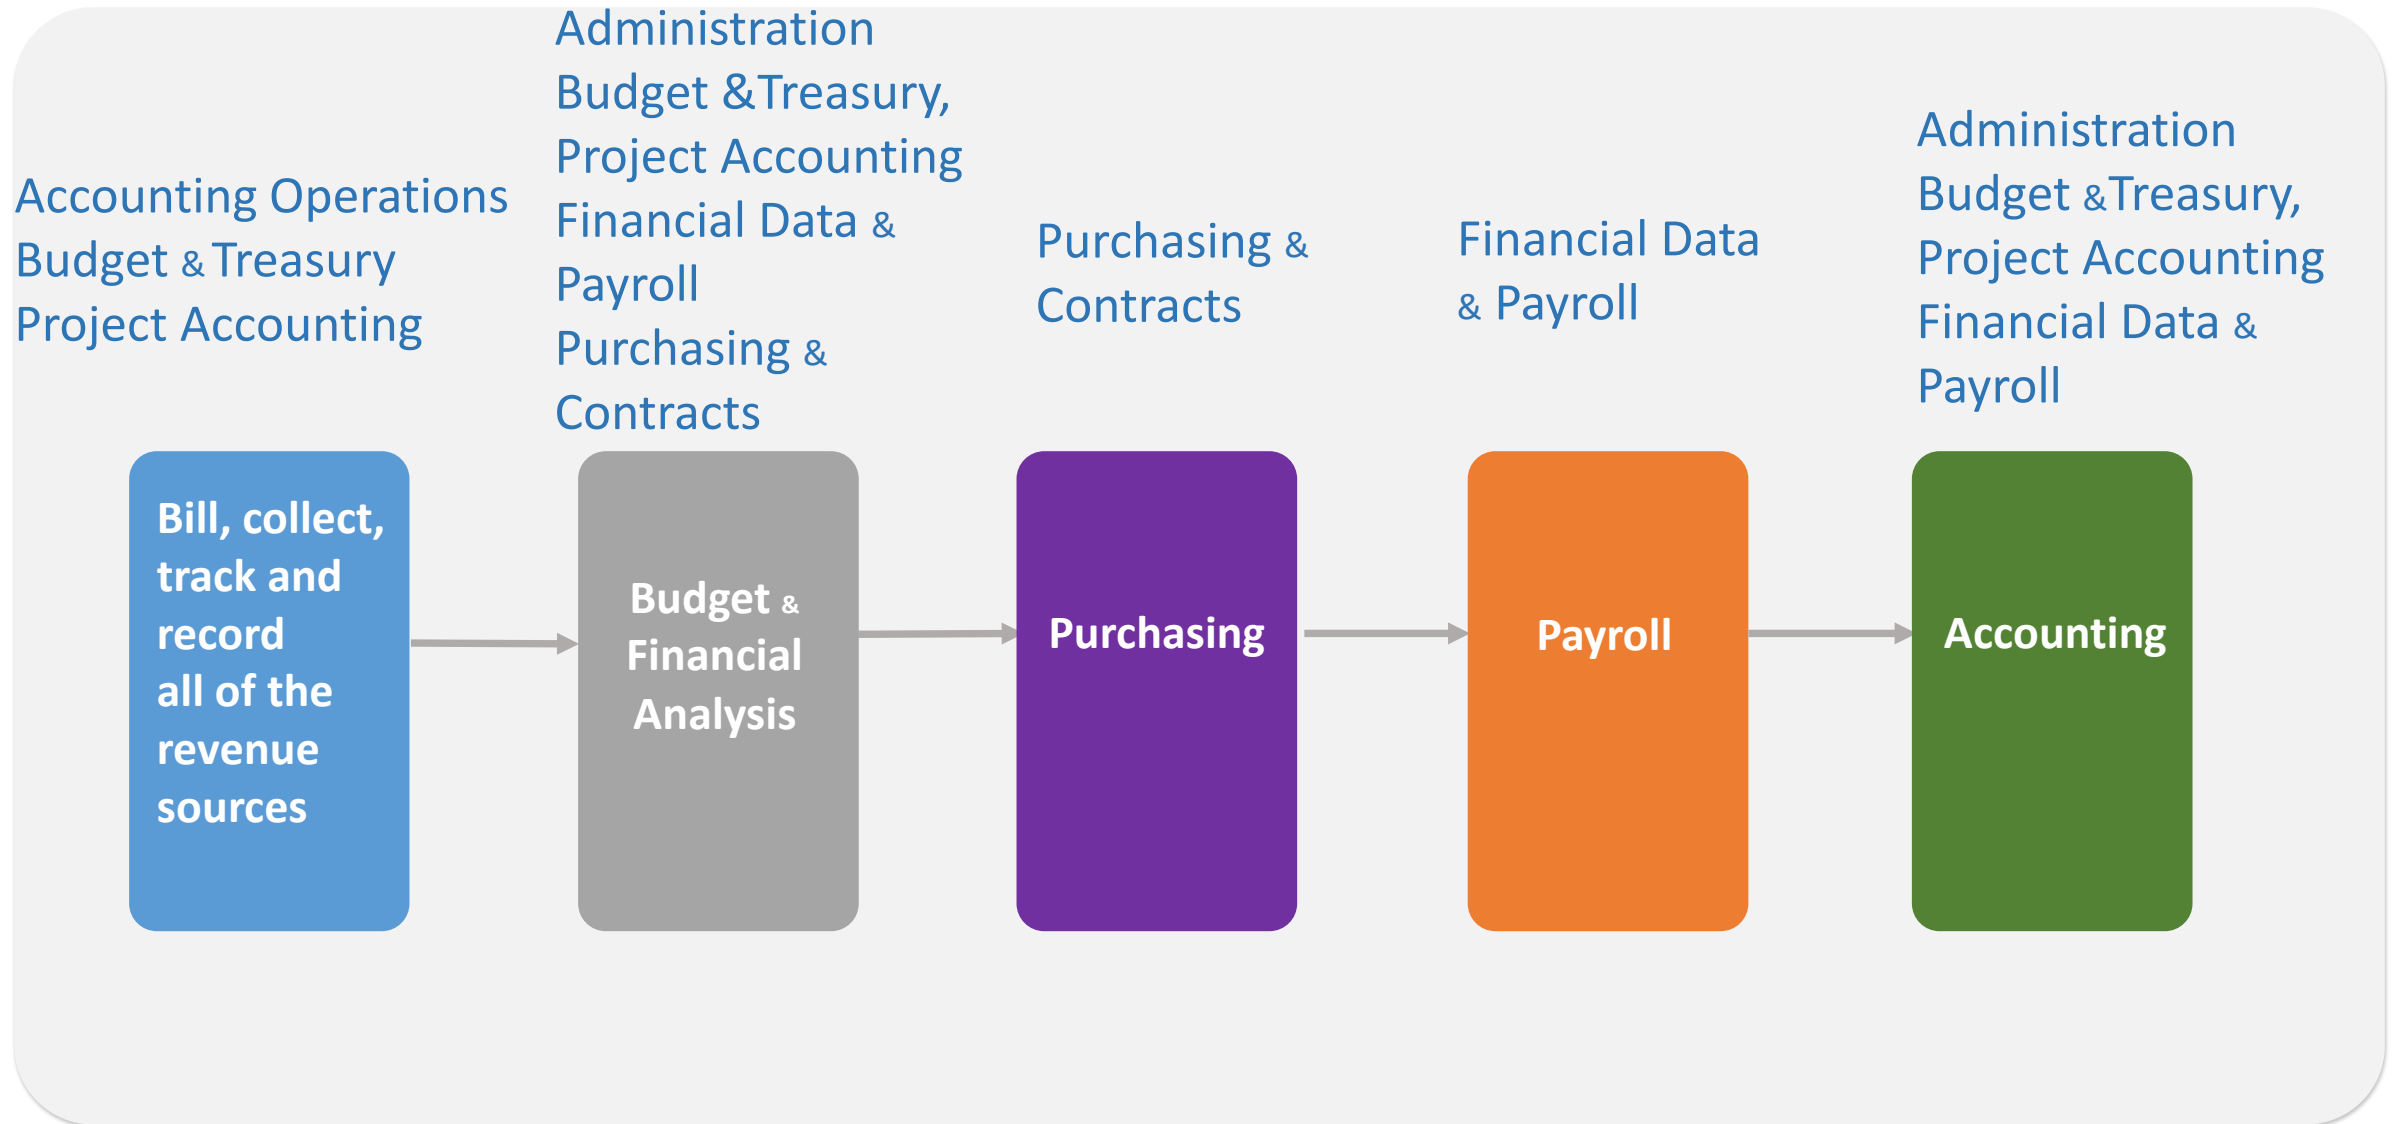 Accounting Operations
Budget & Treasury
Project Accounting
Administration
Budget &Treasury,
Project Accounting
Financial Data &
Payroll
Purchasing &
Contracts
Purchasing &
Contracts
Financial Data
& Payroll
Administration
Budget &Treasury,
Project Accounting
Financial Data &
Payroll
Bill, collect,
track and
record
all of the
revenue
sources
Budget &
Financial
Analysis
Purchasing
Payroll
Accounting